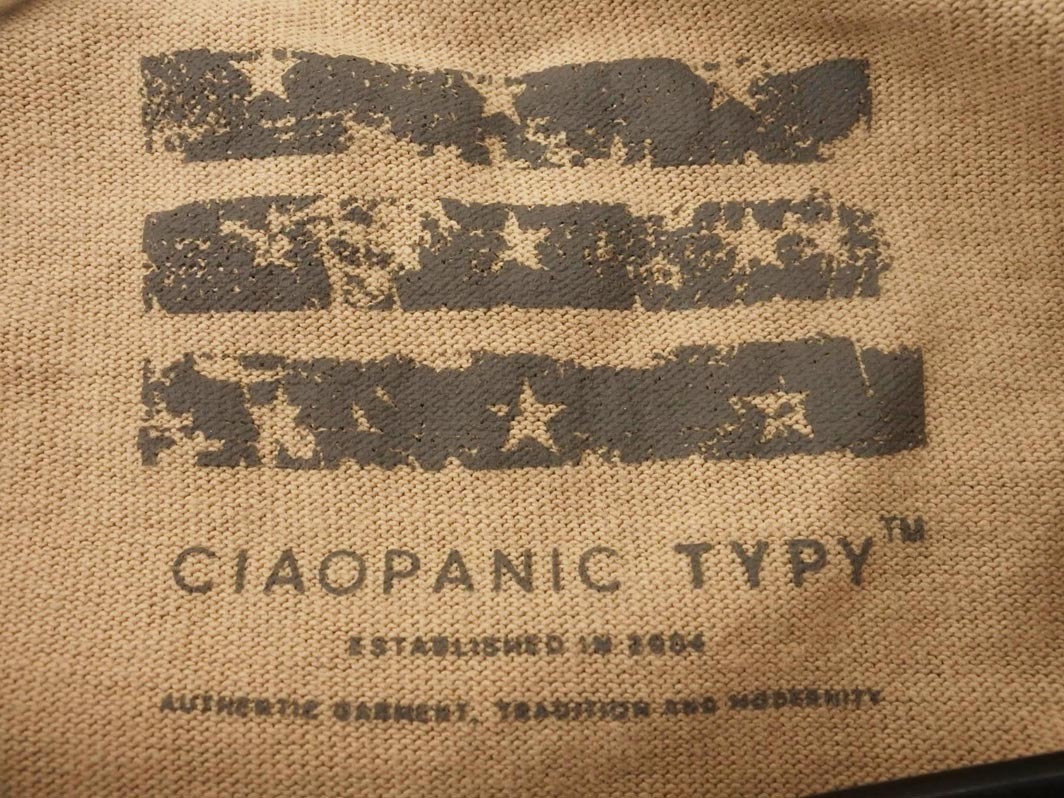 CIAOPANIC TYPY™
ESTABLISHED IN 2004
AUTHENTIC GARMENT, TRADITION AND MODERNITY